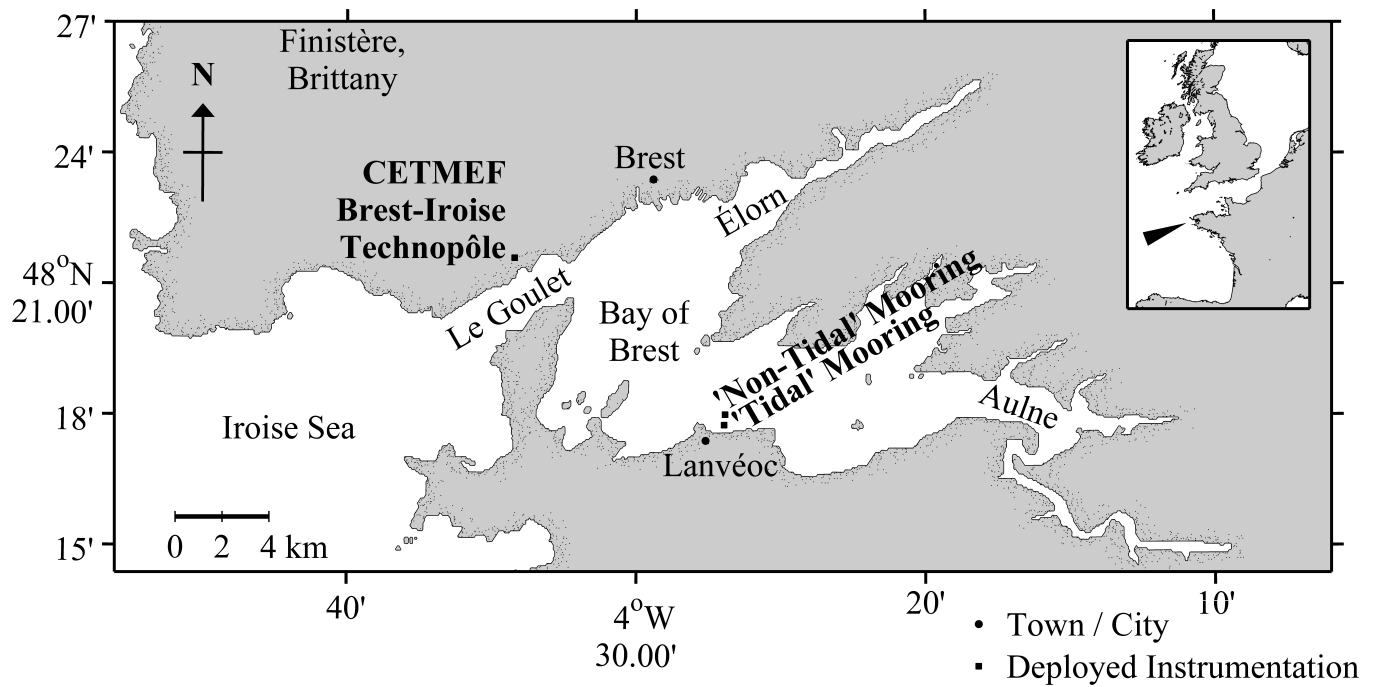 27'
Finistère,
Brittany
N
24'
CETMEF
Brest-Iroise
Technopôle
Brest
Élorn
48°N
21.00'
Le Goulet
Bay of
Brest
'Non-Tidal' Mooring
'Tidal' Mooring
18'
Iroise Sea
Aulne
Lanvéoc
15'
0 2 4 km
40'
4°W
30.00'
20'
10'
Town / City
Deployed Instrumentation